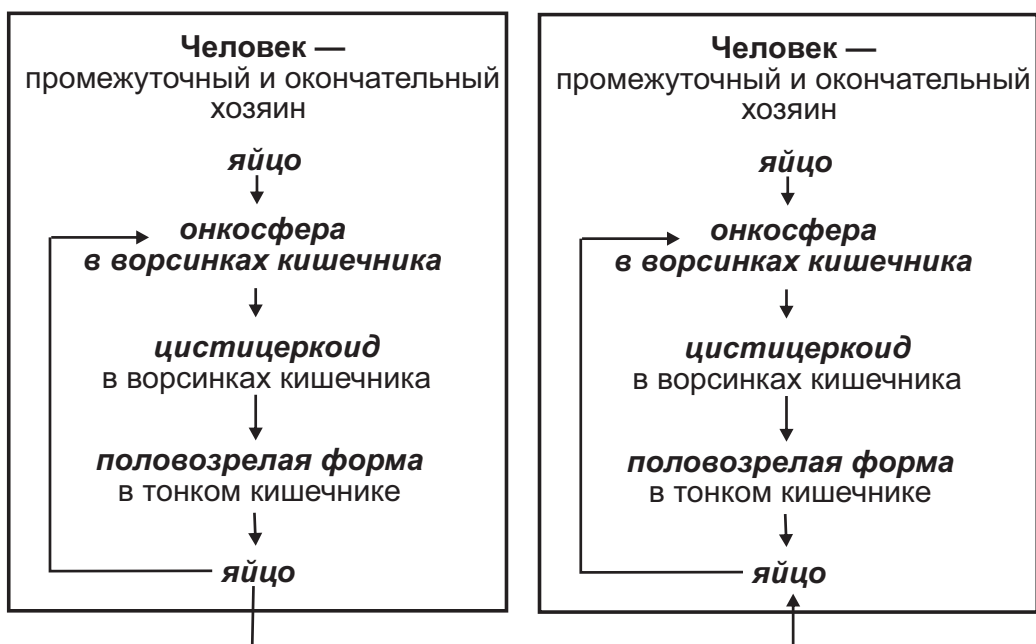 Человек —
промежуточный и окончательный
хозяин
яйцо
онкосфера
в ворсинках кишечника
цистицеркоид
в ворсинках кишечника
половозрелая форма
в тонком кишечнике
яйцо
Человек —
промежуточный и окончательный
хозяин
яйцо
онкосфера
в ворсинках кишечника
цистицеркоид
в ворсинках кишечника
половозрелая форма
в тонком кишечнике
яйцо